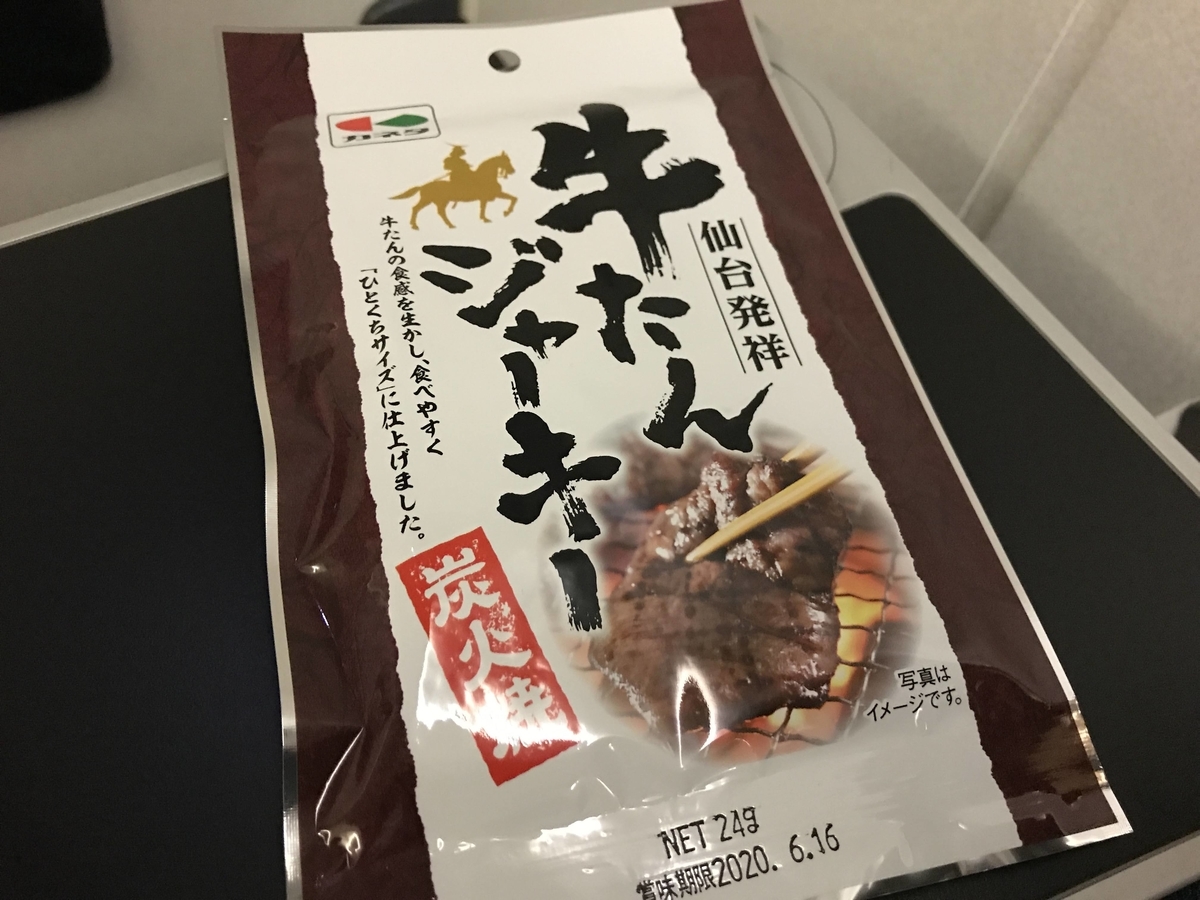 カネタ
仙台発祥
牛たん
ジャーキー
牛たんの食感を生かし、食べやすく
「ひとくちサイズ」に仕上げました。
炭火焼
写真は
イメージです。
NET 24g
賞味期限2020. 6.16